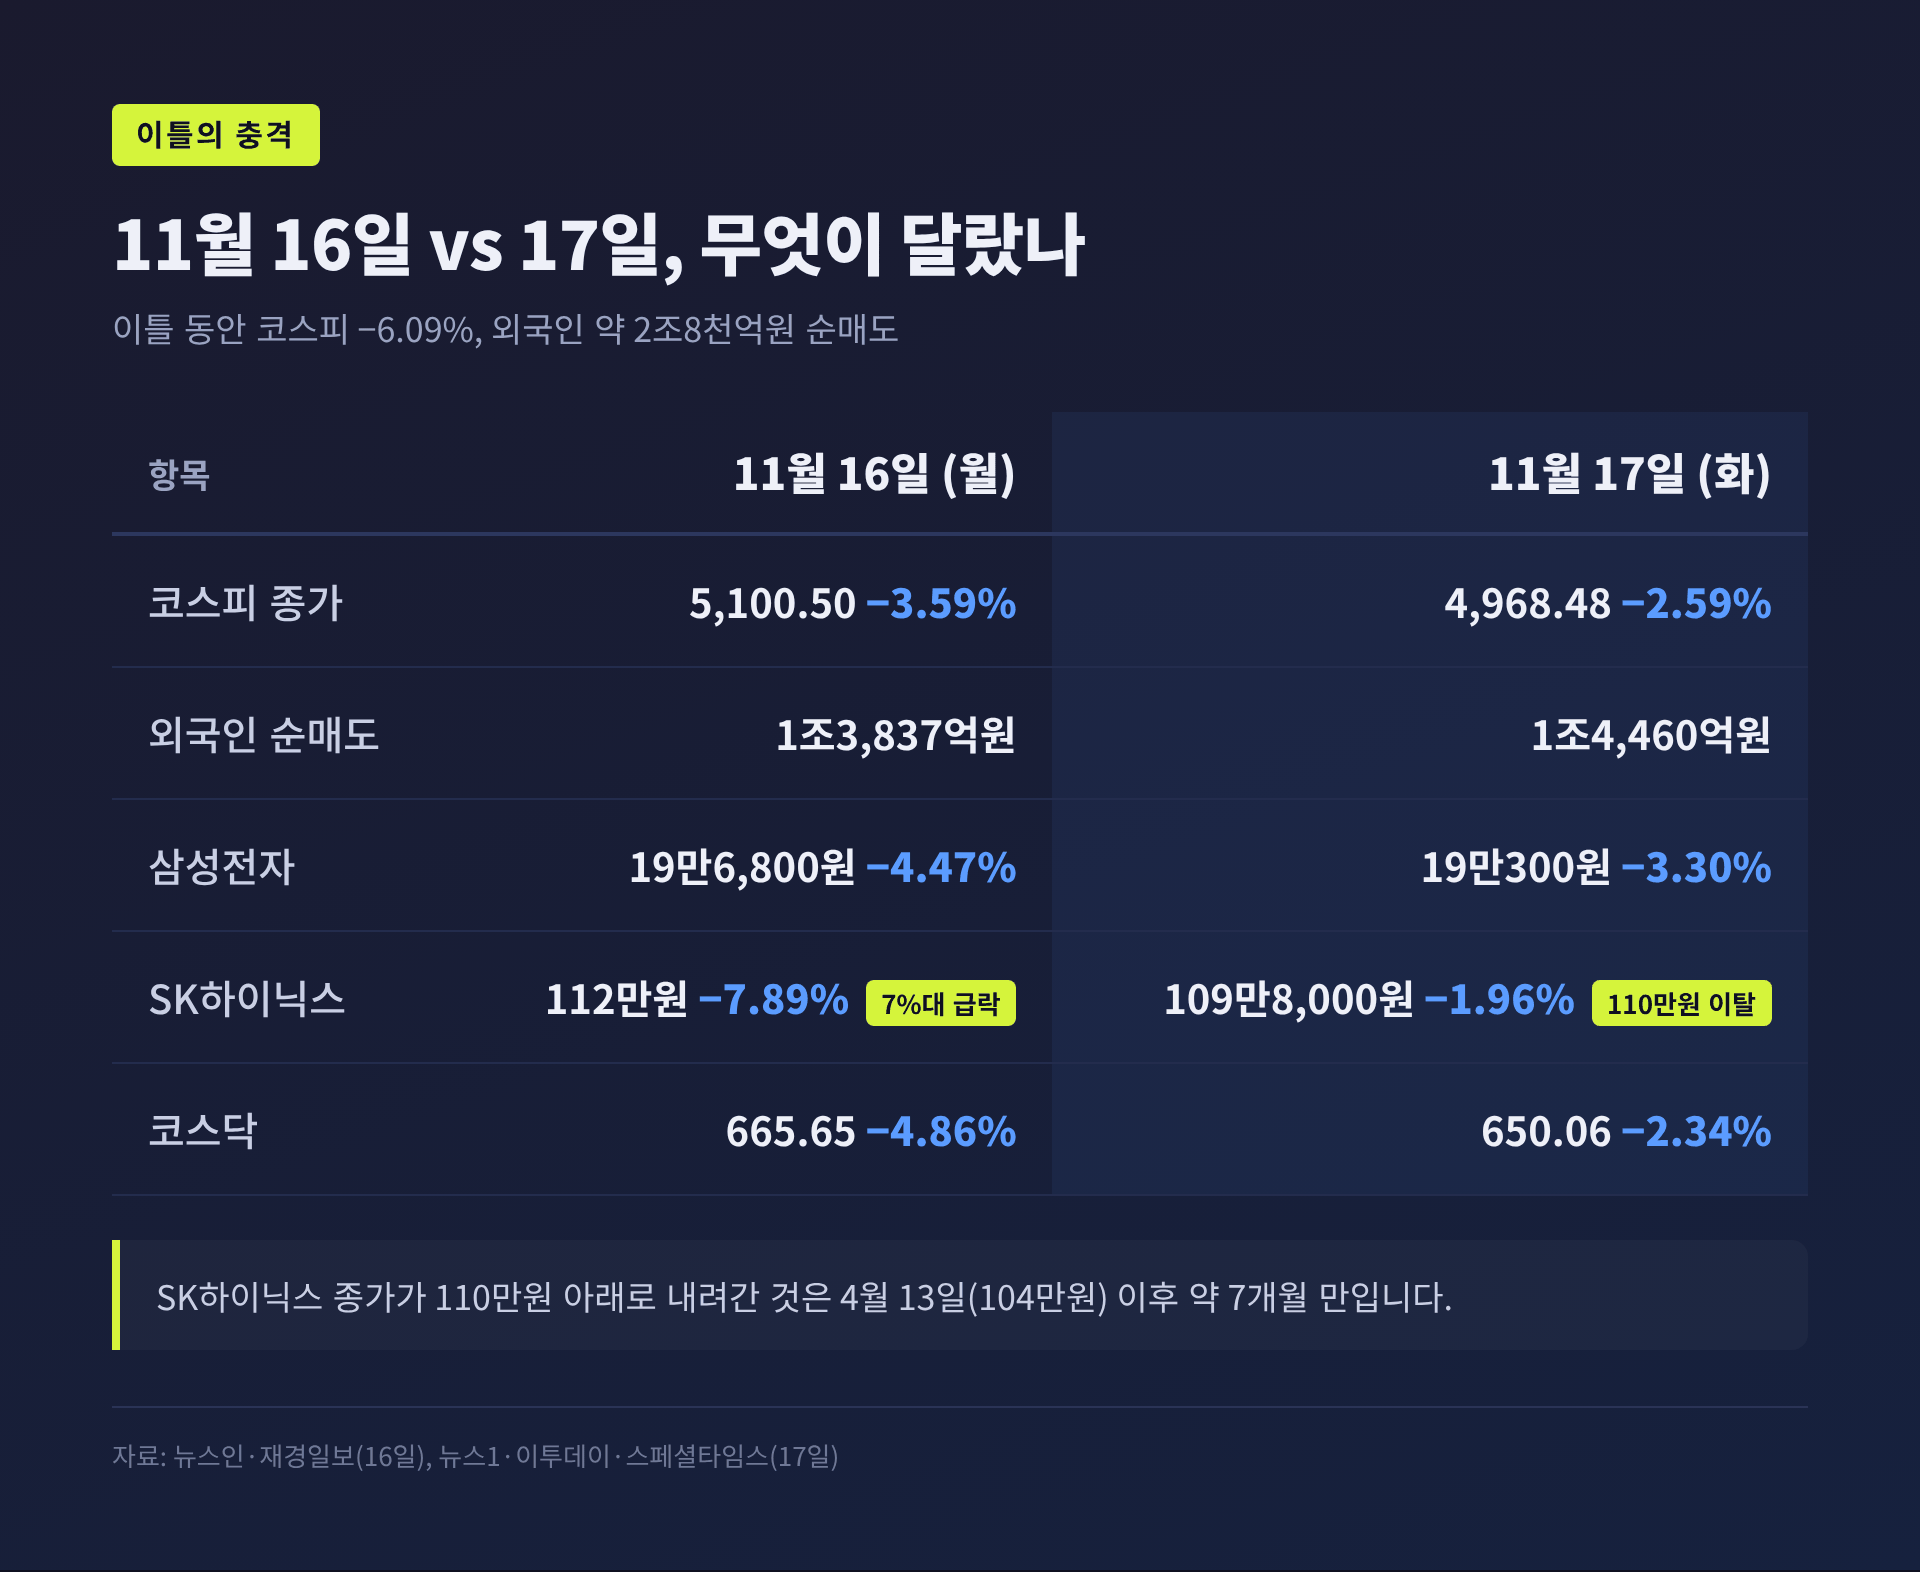 이틀의 충격
11월 16일 vs 17일, 무엇이 달랐나
이틀 동안 코스피 −6.09%, 외국인 약 2조8천억원 순매도
항목 11월 16일 (월) 11월 17일 (화)
코스피 종가 5,100.50 −3.59% 4,968.48 −2.59%
외국인 순매도 1조3,837억원 1조4,460억원
삼성전자 19만6,800원 −4.47% 19만300원 −3.30%
SK하이닉스 112만원 −7.89% 7%대 급락 109만8,000원 −1.96% 110만원 이탈
코스닥 665.65 −4.86% 650.06 −2.34%
SK하이닉스 종가가 110만원 아래로 내려간 것은 4월 13일(104만원) 이후 약 7개월 만입니다.
자료: 뉴스인·재경일보(16일), 뉴스1·이투데이·스페셜타임스(17일)